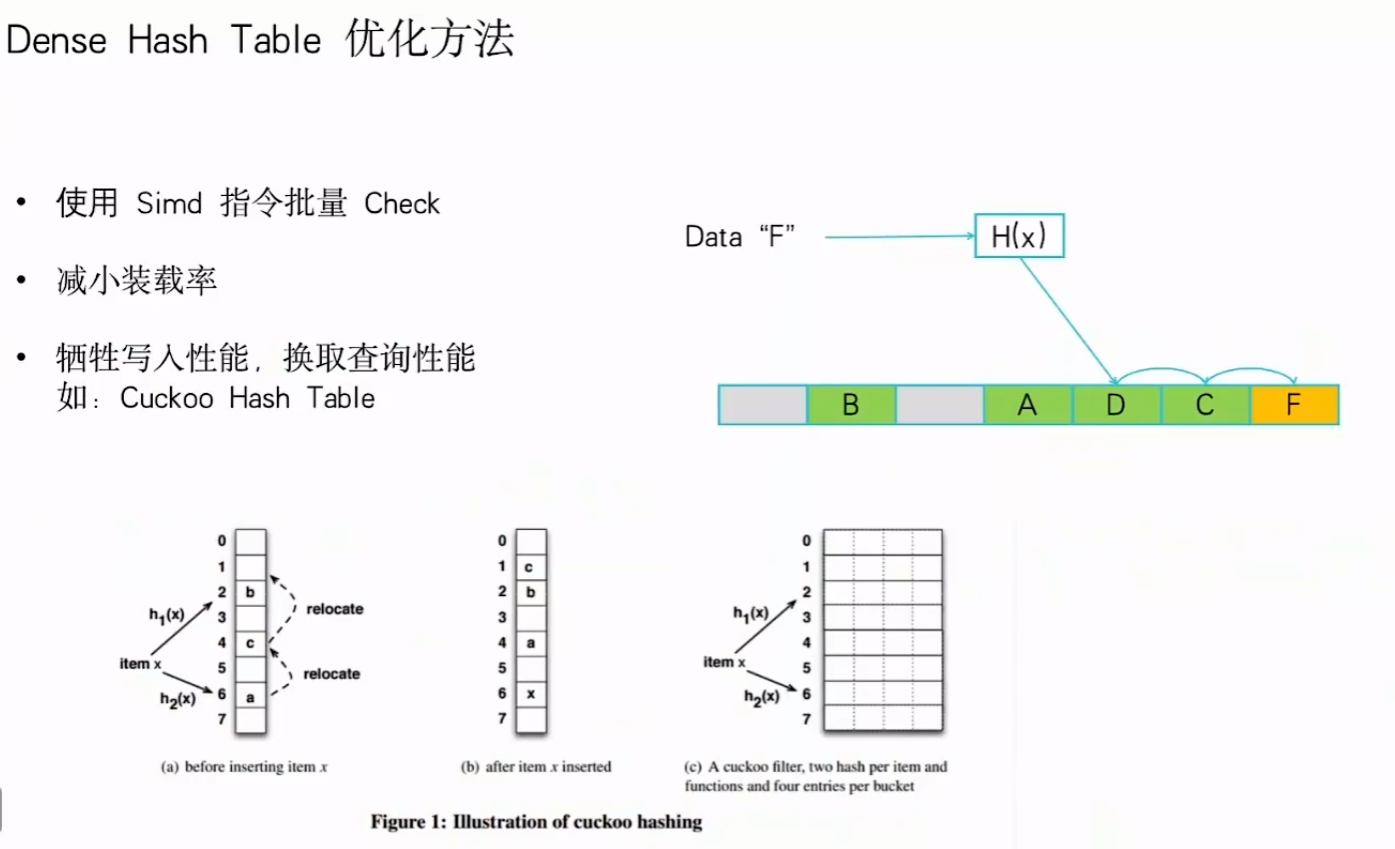 Dense Hash Table 优化方法
• 使用 Simd 指令批量 Check
• 减小装载率
• 牺牲写入性能，换取查询性能
如：Cuckoo Hash Table
Data “F”
H(x)
B
A
D
C
F
0
1
2
b
3
4
c
5
6
a
7
h1(x)
item x
h2(x)
relocate
relocate
(a) before inserting item x
0
1
c
2
b
3
4
a
5
6
x
7
(b) after item x inserted
0
1
2
3
4
5
6
7
h1(x)
item x
h2(x)
(c) A cuckoo filter, two hash per item and
functions and four entries per bucket
Figure 1: Illustration of cuckoo hashing